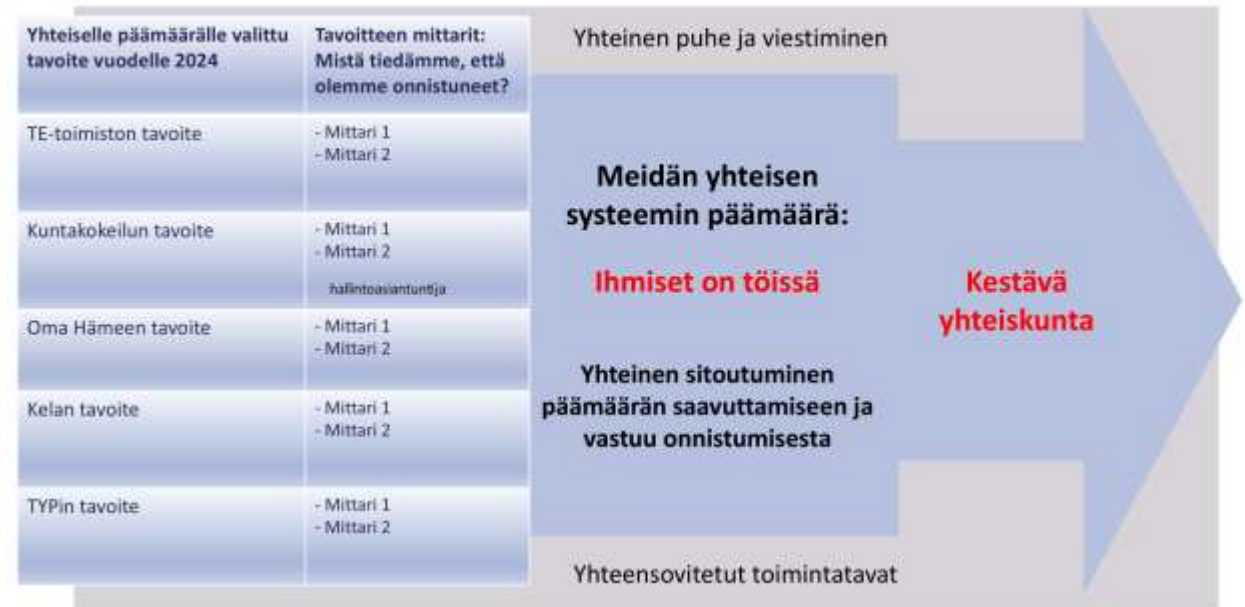 Yhteiselle päämäärälle valittu
tavoite vuodelle 2024
Tavoitteen mittarit:
Mistä tiedämme, että
olemme onnistuneet?
TE-toimiston tavoite
- Mittari 1
- Mittari 2
Kuntakokeilun tavoite
- Mittari 1
- Mittari 2
hallintoasiantuntija
Oma Hämeen tavoite
- Mittari 1
- Mittari 2
Kelan tavoite
- Mittari 1
- Mittari 2
TYPin tavoite
- Mittari 1
- Mittari 2
Yhteinen puhe ja viestiminen
Meidän yhteisen
systeemin päämäärä:
Ihmiset on töissä
Yhteinen sitoutuminen
päämäärän saavuttamiseen ja
vastuu onnistumisesta
Yhteensovitetut toimintatavat
Kestävä
yhteiskunta